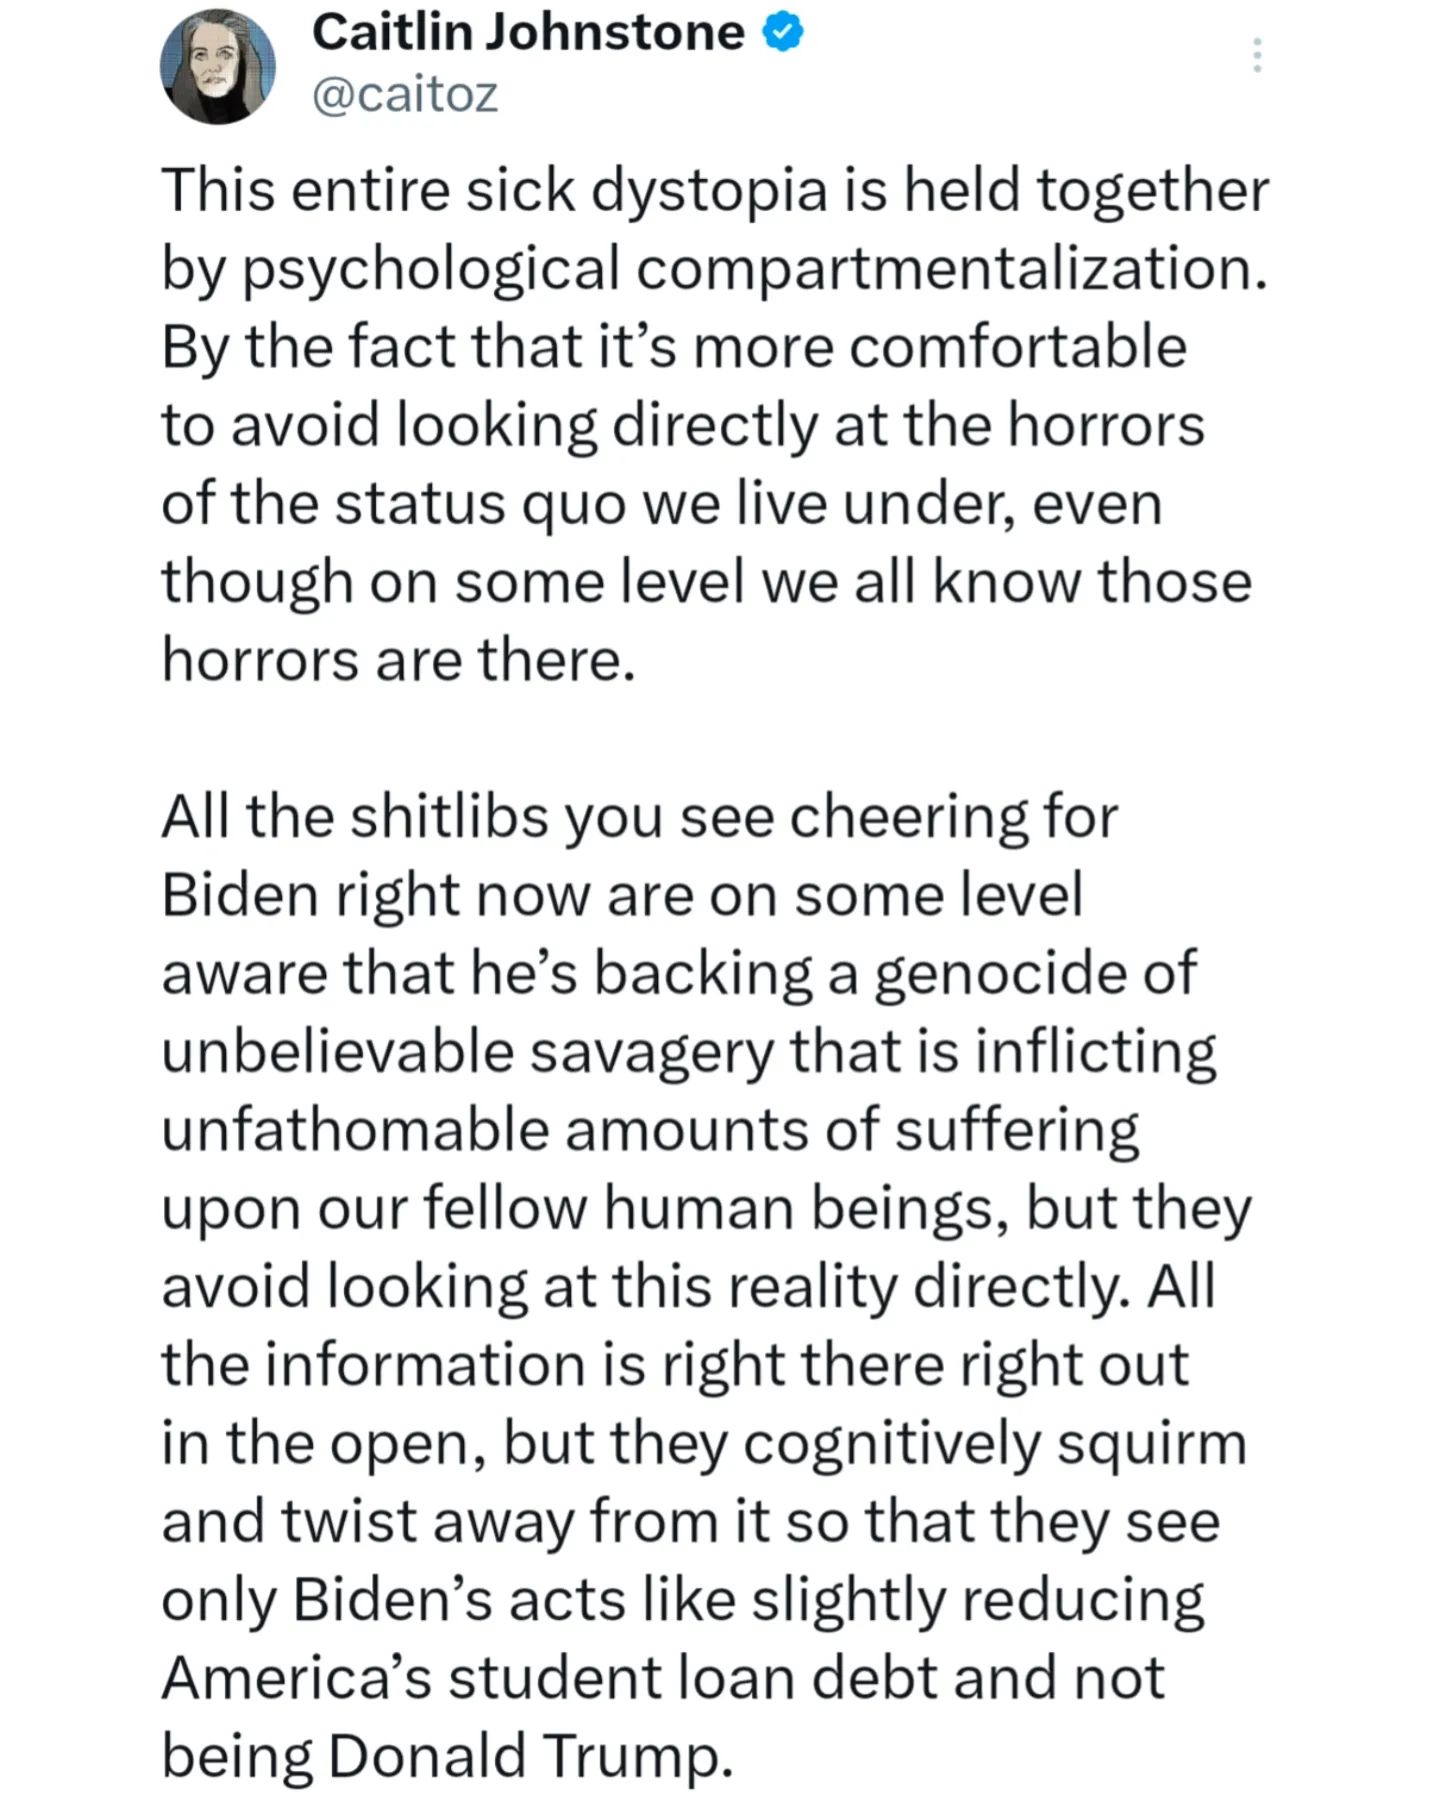 Caitlin Johnstone
@caitoz
This entire sick dystopia is held together
by psychological compartmentalization.
By the fact that it’s more comfortable
to avoid looking directly at the horrors
of the status quo we live under, even
though on some level we all know those
horrors are there.
All the shitlibs you see cheering for
Biden right now are on some level
aware that he’s backing a genocide of
unbelievable savagery that is inflicting
unfathomable amounts of suffering
upon our fellow human beings, but they
avoid looking at this reality directly. All
the information is right there right out
in the open, but they cognitively squirm
and twist away from it so that they see
only Biden’s acts like slightly reducing
America’s student loan debt and not
being Donald Trump.